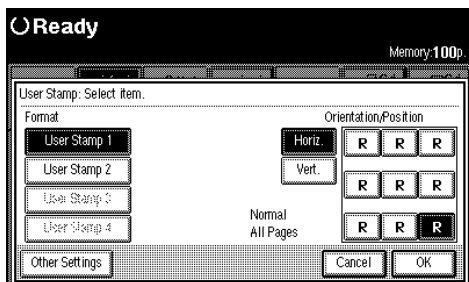 Ready
Memory:100p.
User Stamp: Select item.
Format
Orientation/Position
User Stamp 1
Horiz.
R R R
User Stamp 2
Vert.
R R R
User Stamp 3
User Stamp 4
Normal
All Pages
R R R
Other Settings
Cancel
OK